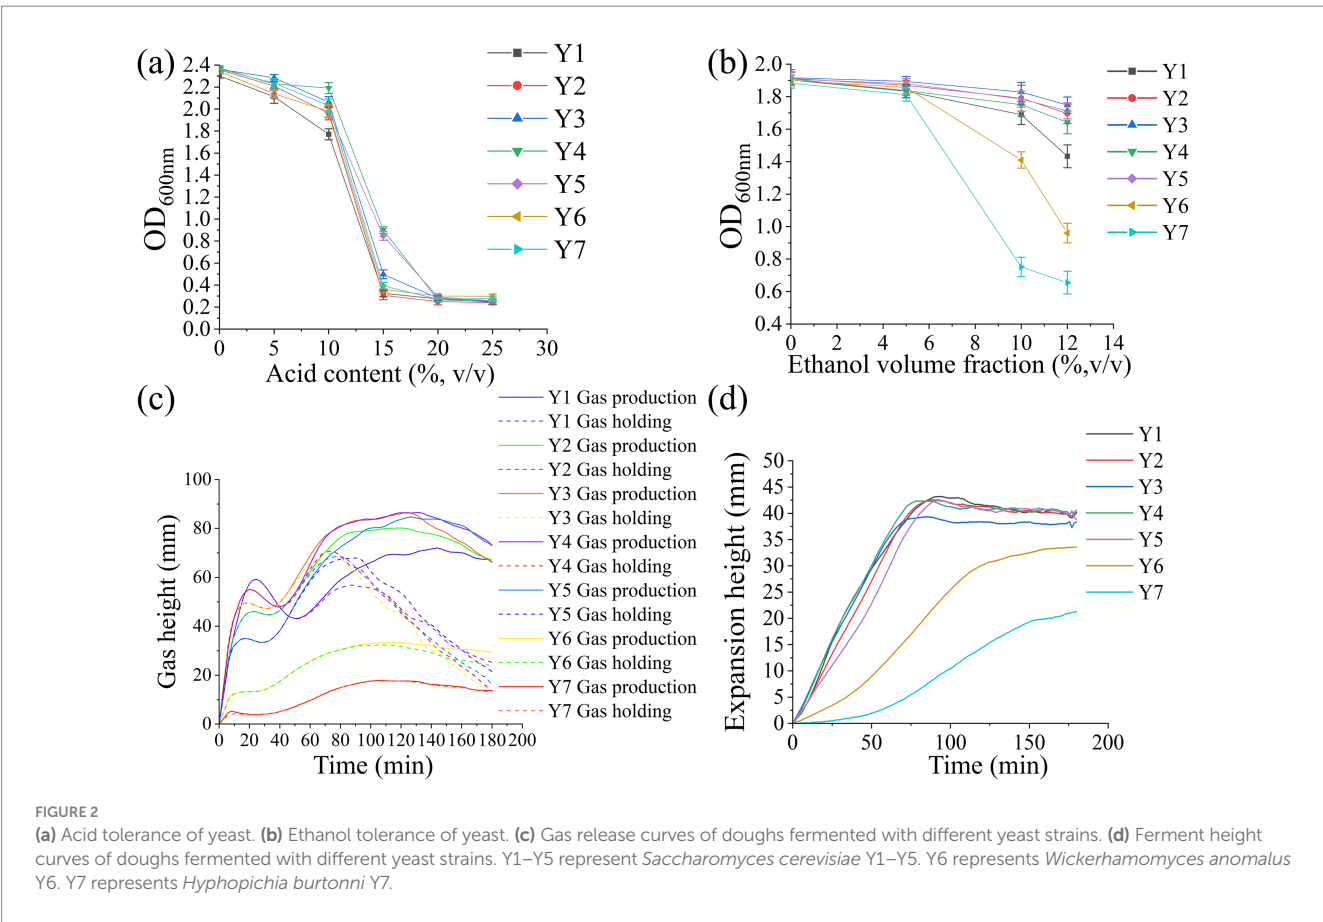 (a)
2.4
2.2
2.0
1.8
1.6
1.4
1.2
1.0
0.8
0.6
0.4
0.2
0.0
OD600nm
0 5 10 15 20 25 30
Acid content (%, v/v)
Y1
Y2
Y3
Y4
Y5
Y6
Y7
(b)
2.0
1.8
1.6
1.4
1.2
1.0
0.8
0.6
0.4
OD600nm
0 2 4 6 8 10 12 14
Ethanol volume fraction (%,v/v)
Y1
Y2
Y3
Y4
Y5
Y6
Y7
(c)
100
80
60
40
20
0
Gas height (mm)
0 20 40 60 80 100 120 140 160 180 200
Time (min)
Y1 Gas production
Y1 Gas holding
Y2 Gas production
Y2 Gas holding
Y3 Gas production
Y3 Gas holding
Y4 Gas production
Y4 Gas holding
Y5 Gas production
Y5 Gas holding
Y6 Gas production
Y6 Gas holding
Y7 Gas production
Y7 Gas holding
(d)
50
45
40
35
30
25
20
15
10
5
0
Expansion height (mm)
0 50 100 150 200
Time (min)
Y1
Y2
Y3
Y4
Y5
Y6
Y7
FIGURE 2
(a) Acid tolerance of yeast. (b) Ethanol tolerance of yeast. (c) Gas release curves of doughs fermented with different yeast strains. (d) Ferment height
curves of doughs fermented with different yeast strains. Y1–Y5 represent Saccharomyces cerevisiae Y1–Y5. Y6 represents Wickerhamomyces anomalus
Y6. Y7 represents Hyphopichia burtonni Y7.